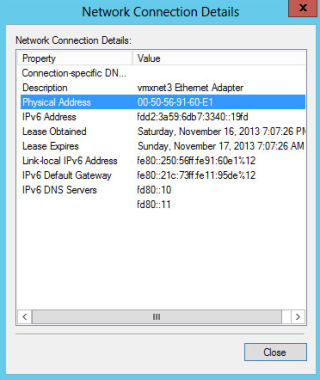 Network Connection Details
x
Network Connection Details:
Property Value
Connection-specific DN...
Description vmxnet3 Ethernet Adapter
Physical Address 00-50-56-91-60-E1
IPv6 Address fdd2:3a59:6db7:3340::19fd
Lease Obtained Saturday, November 16, 2013 7:07:26 PM
Lease Expires Sunday, November 17, 2013 7:07:26 AM
Link-local IPv6 Address fe80::250:56ff:fe91:60e1%12
IPv6 Default Gateway fe80::21c:73ff:fe11:95de%12
IPv6 DNS Servers fd80::10
fd80::11
Close